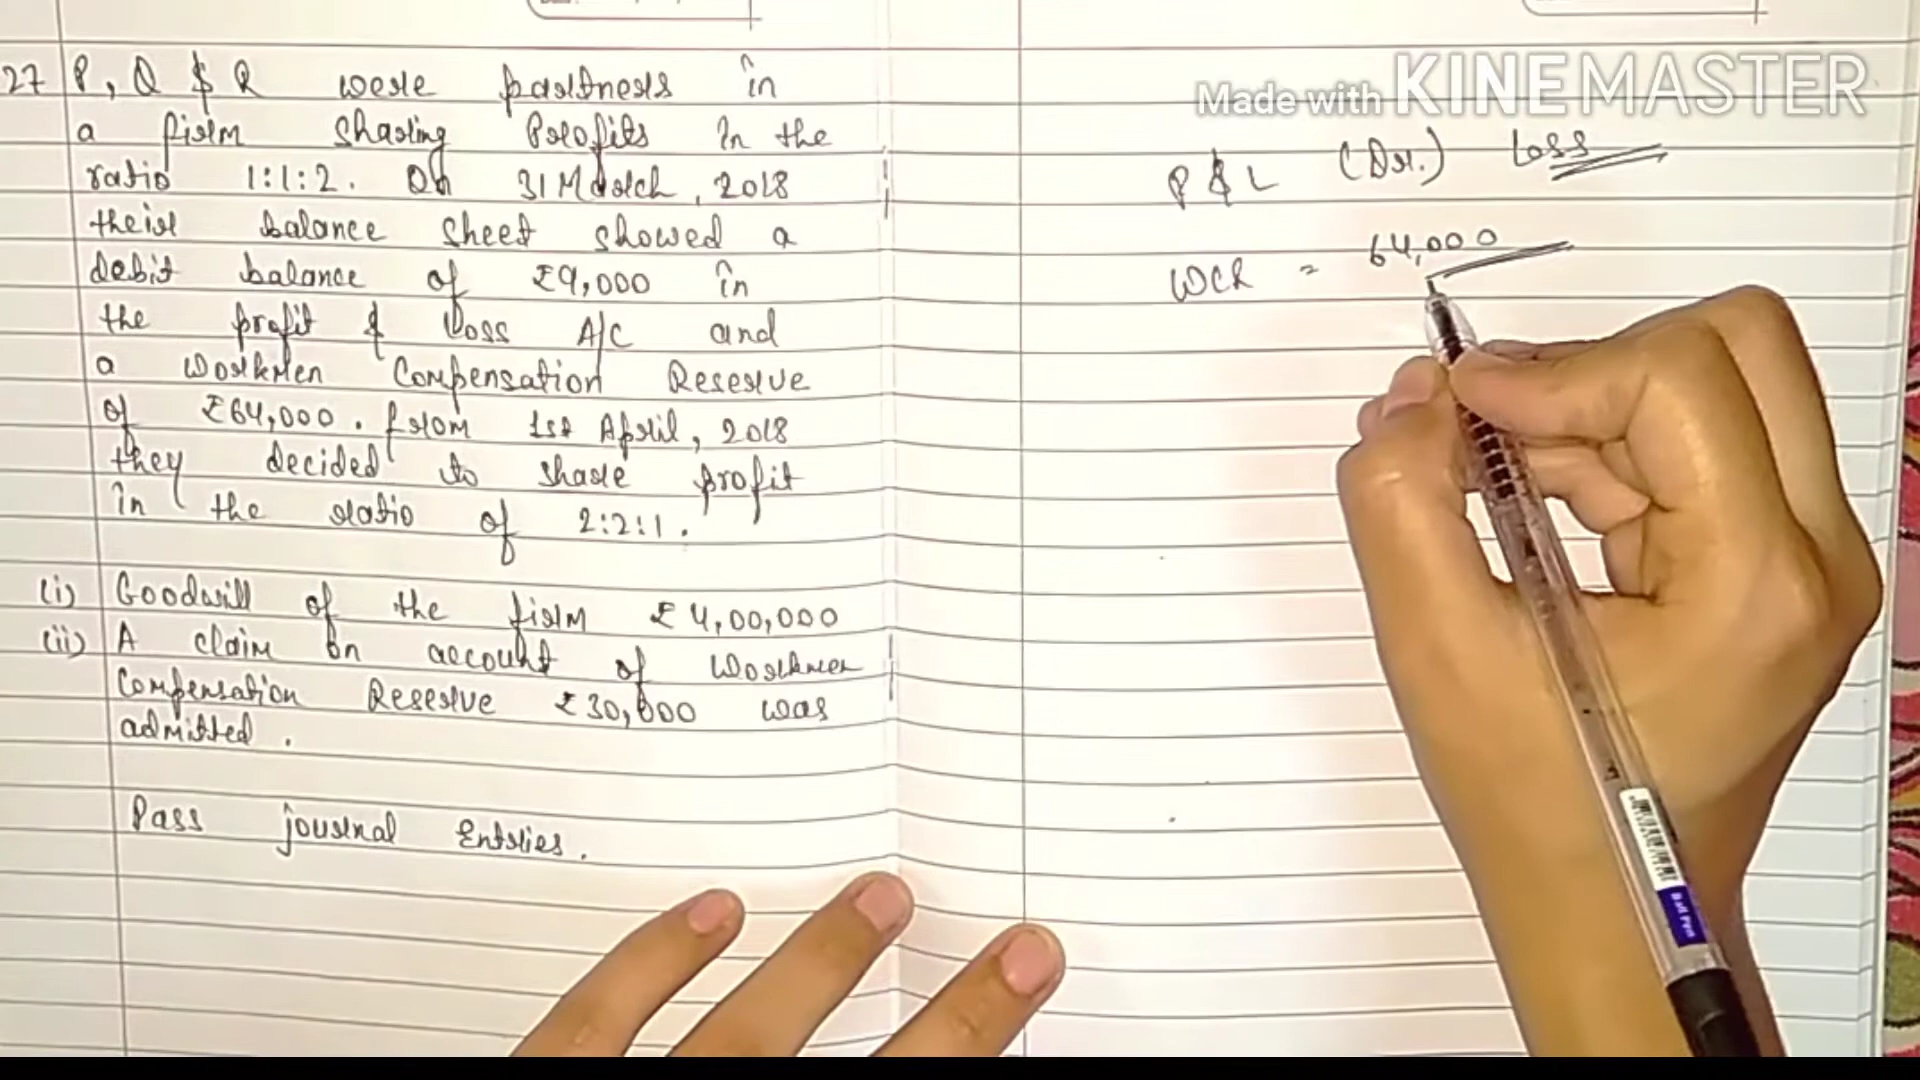 27 P, Q & R were partners in
a firm sharing Profits in the
ratio 1:1:2. On 31 March, 2018
their balance sheet showed a
debit balance of ₹9,000 in
the profit & Loss A/C and
a Workmen Compensation Reserve
of ₹64,000. from 1st April, 2018
they decided to share profit
in the ratio of 2:2:1.
(i) Goodwill of the firm ₹4,00,000
(ii) A claim on account of Workmen
Compensation Reserve ₹30,000 was
admitted.
Pass journal Entries.
Made with KINEMASTER
P & L (Dr.) Loss
WCR = 64,000
Ball Pen